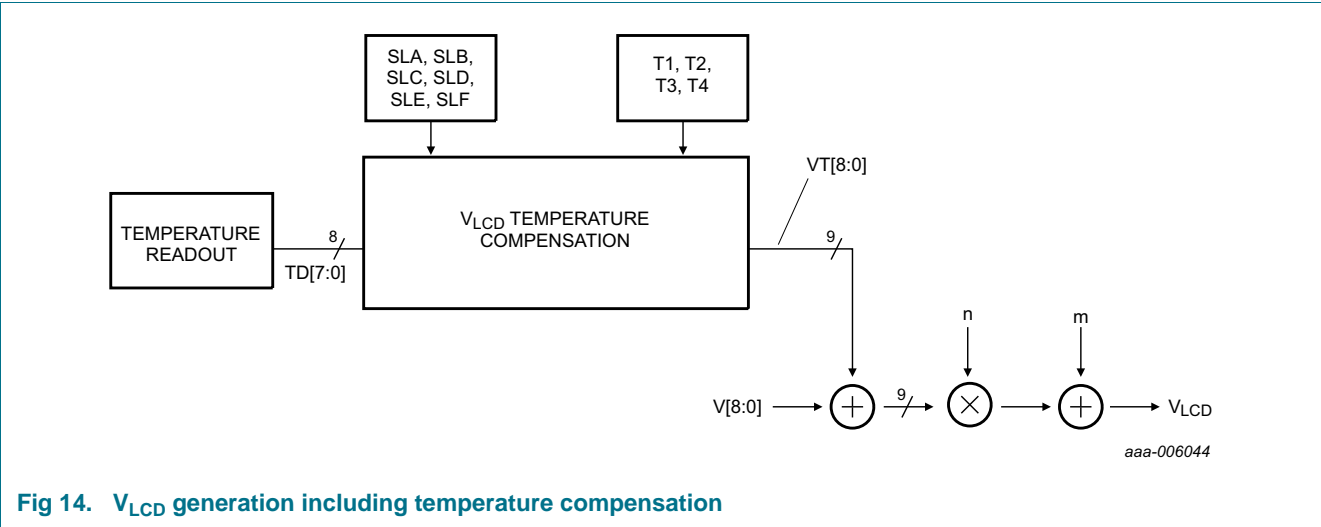 SLA, SLB,
SLC, SLD,
SLE, SLF
T1, T2,
T3, T4
VT[8:0]
TEMPERATURE
READOUT
8
TD[7:0]
VLCD TEMPERATURE
COMPENSATION
9
n
m
V[8:0]
+
9
×
+
VLCD
aaa-006044
Fig 14. VLCD generation including temperature compensation